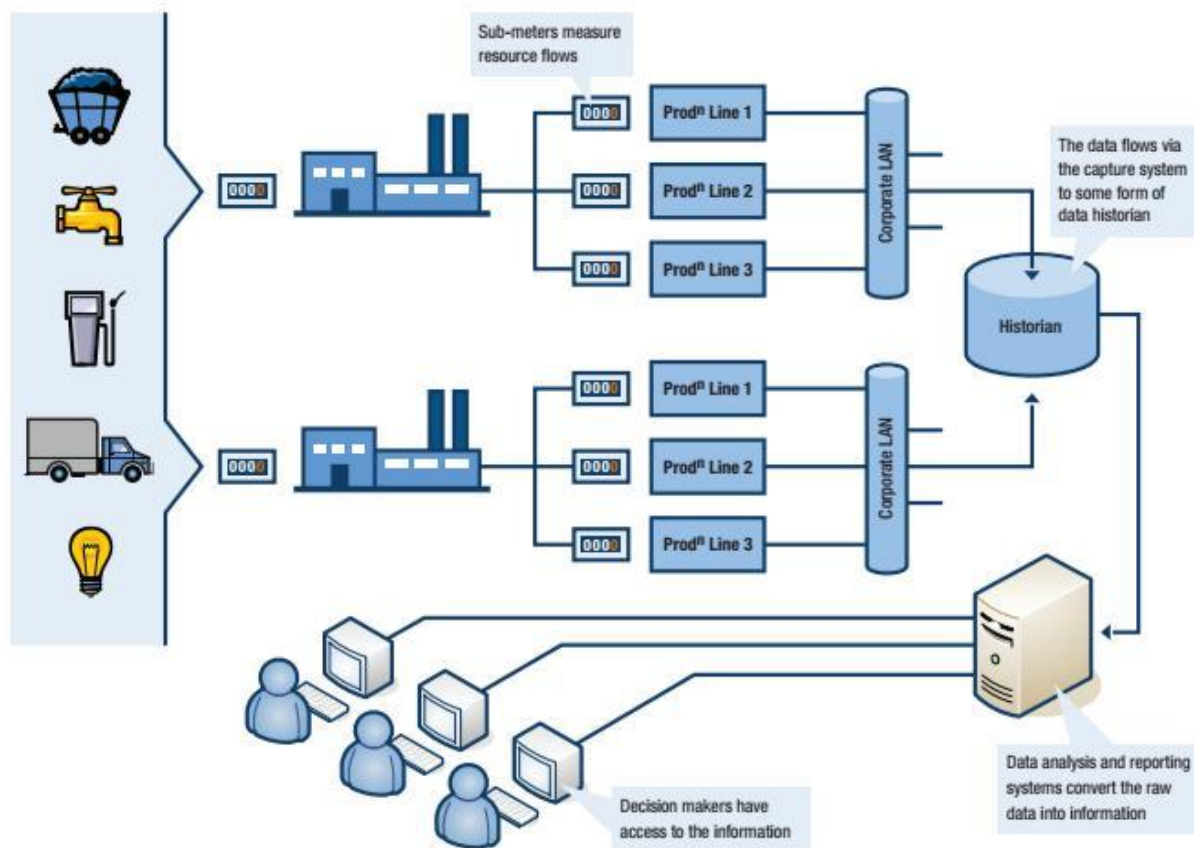 Sub-meters measure
resource flows
0000
Prodⁿ Line 1
0000
0000
Prodⁿ Line 2
0000
Prodⁿ Line 3
Corporate LAN
The data flows via
the capture system
to some form of
data historian
Historian
0000
Prodⁿ Line 1
0000
0000
Prodⁿ Line 2
0000
Prodⁿ Line 3
Corporate LAN
Decision makers have
access to the information
Data analysis and reporting
systems convert the raw
data into information